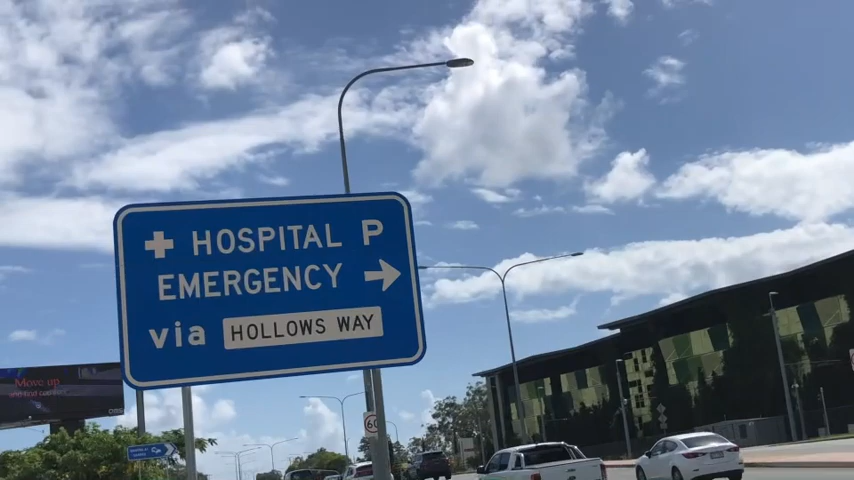 HOSPITAL P
EMERGENCY
via HOLLOWS WAY
Move up
60